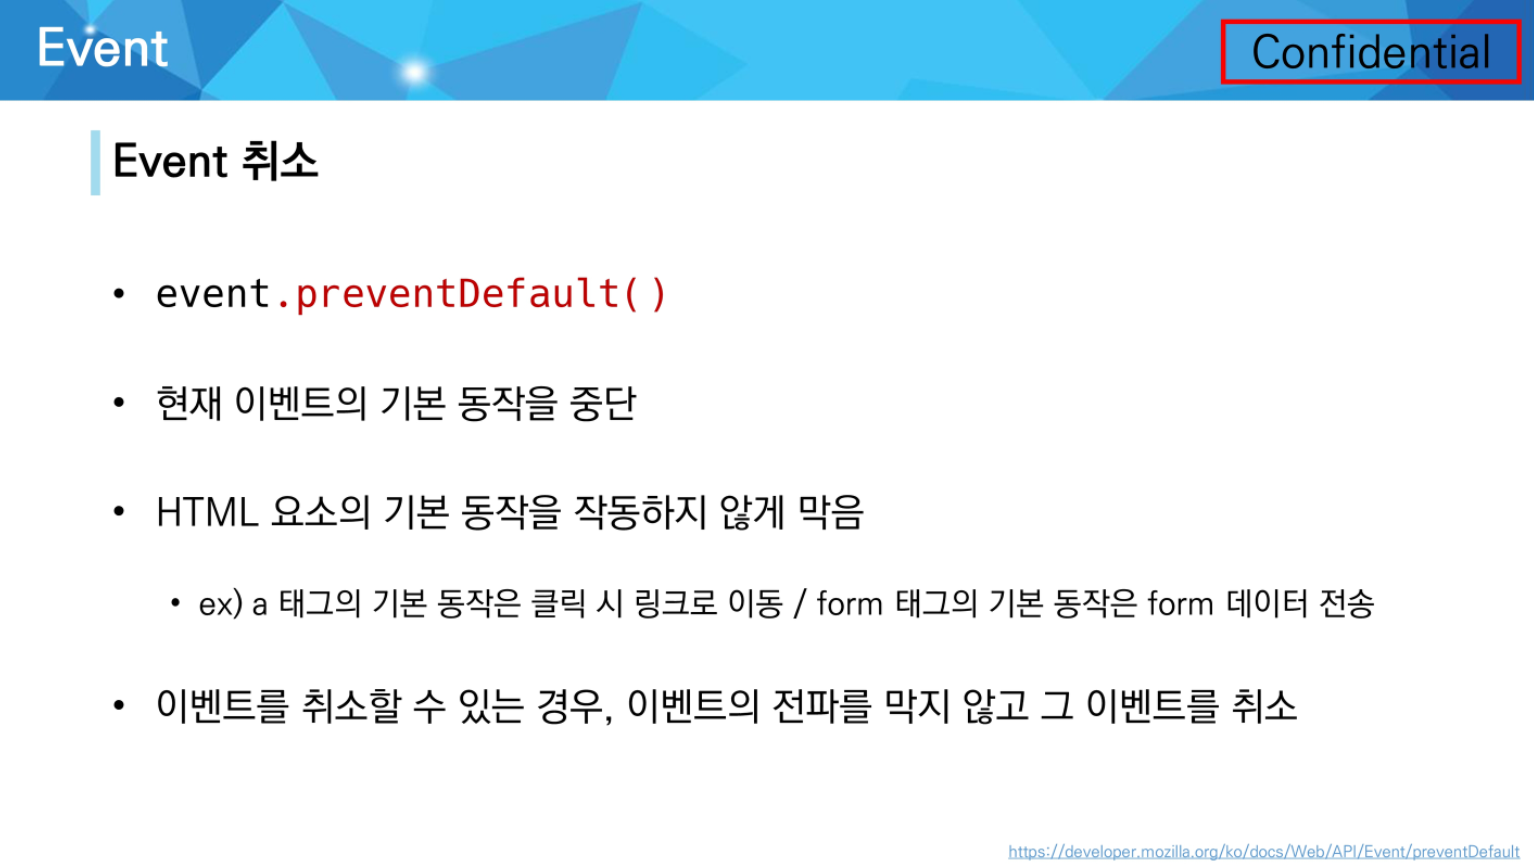 Event
Confidential
Event 취소
• event.preventDefault()
• 현재 이벤트의 기본 동작을 중단
• HTML 요소의 기본 동작을 작동하지 않게 막음
• ex) a 태그의 기본 동작은 클릭 시 링크로 이동 / form 태그의 기본 동작은 form 데이터 전송
• 이벤트를 취소할 수 있는 경우, 이벤트의 전파를 막지 않고 그 이벤트를 취소
https://developer.mozilla.org/ko/docs/Web/API/Event/preventDefault